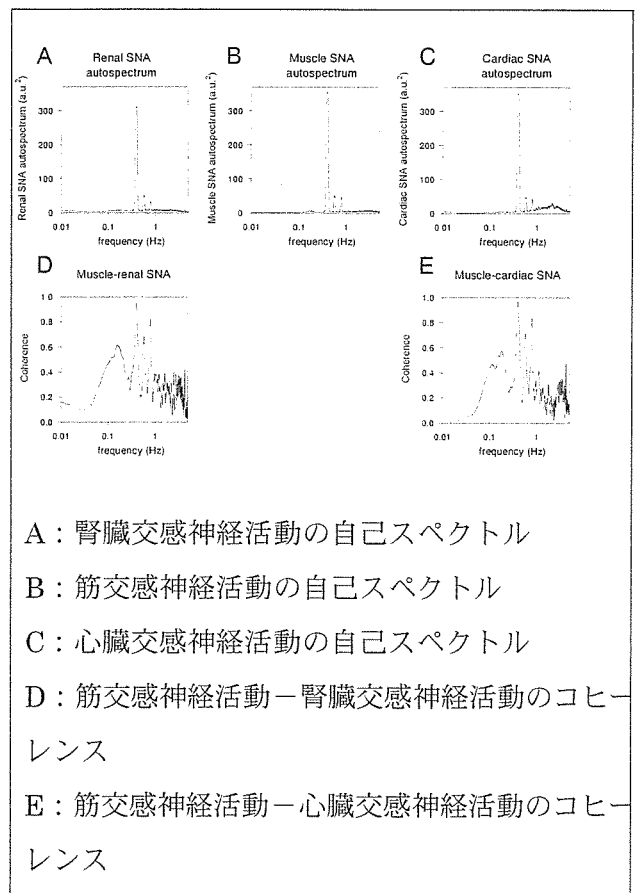 A
Renal SNA
autospectrum
B
Muscle SNA
autospectrum
C
Cardiac SNA
autospectrum
Renal SNA autospectrum (a.u.²)
300
200
100
0
0.01
0.1
1
frequency (Hz)
Muscle SNA autospectrum (a.u.²)
300
200
100
0
0.01
0.1
1
frequency (Hz)
Cardiac SNA autospectrum (a.u.²)
300
200
100
0
0.01
0.1
1
frequency (Hz)
D
Muscle-renal SNA
E
Muscle-cardiac SNA
Coherence
1.0
0.8
0.6
0.4
0.2
0.0
0.01
0.1
1
frequency (Hz)
Coherence
1.0
0.8
0.6
0.4
0.2
0.0
0.01
0.1
1
frequency (Hz)
A：腎臓交感神経活動の自己スペクトル
B：筋交感神経活動の自己スペクトル
C：心臓交感神経活動の自己スペクトル
D：筋交感神経活動－腎臓交感神経活動のコヒー
レンス
E：筋交感神経活動－心臓交感神経活動のコヒー
レンス